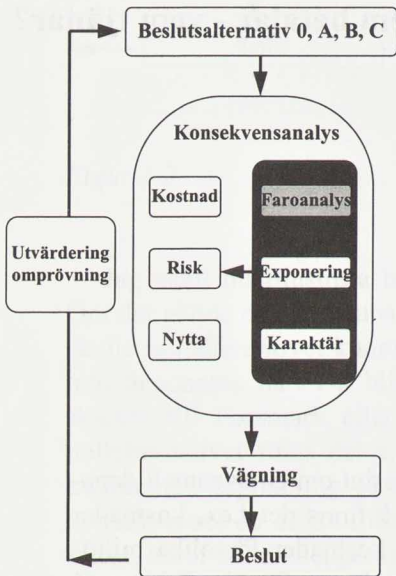 Beslutsalternativ 0, A, B, C
Konsekvensanalys
Kostnad
Faroanalys
Utvärdering
omprövning
Risk
Exponering
Nytta
Karaktär
Vägning
Beslut